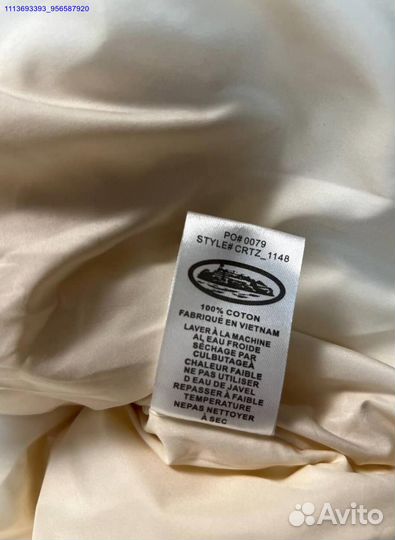 1113693393_956587920
PO# 0079
STYLE# CRTZ_1148
100% COTON
FABRIQUÉ EN VIETNAM
LAVER À LA MACHINE
AL EAU FROIDE
SÉCHAGE PAR
CULBUTAGEÀ
CHALEUR FAIBLE
NE PAS UTILISER
D EAU DE JAVEL
REPASSER À FAIBLE
TEMPERATURE
NEPAS NETTOYER
À SEC
Avito